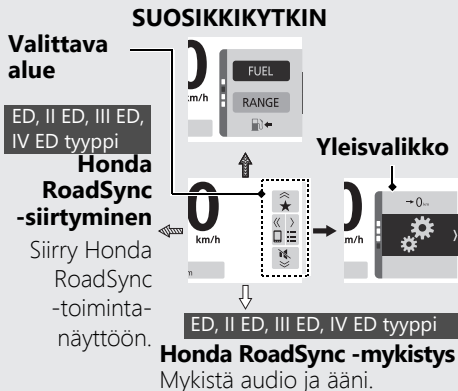 SUOSIKKIKYTKIN
Valittava
alue
0
km/h
FUEL
RANGE
ED, II ED, III ED,
IV ED tyyppi
Honda
RoadSync
-siirtyminen
Siirry Honda
RoadSync
-toiminta-
näyttöön.
0
km/h
Yleisvalikko
0
m/h
ED, II ED, III ED, IV ED tyyppi
Honda RoadSync -mykistys
Mykistä audio ja ääni.